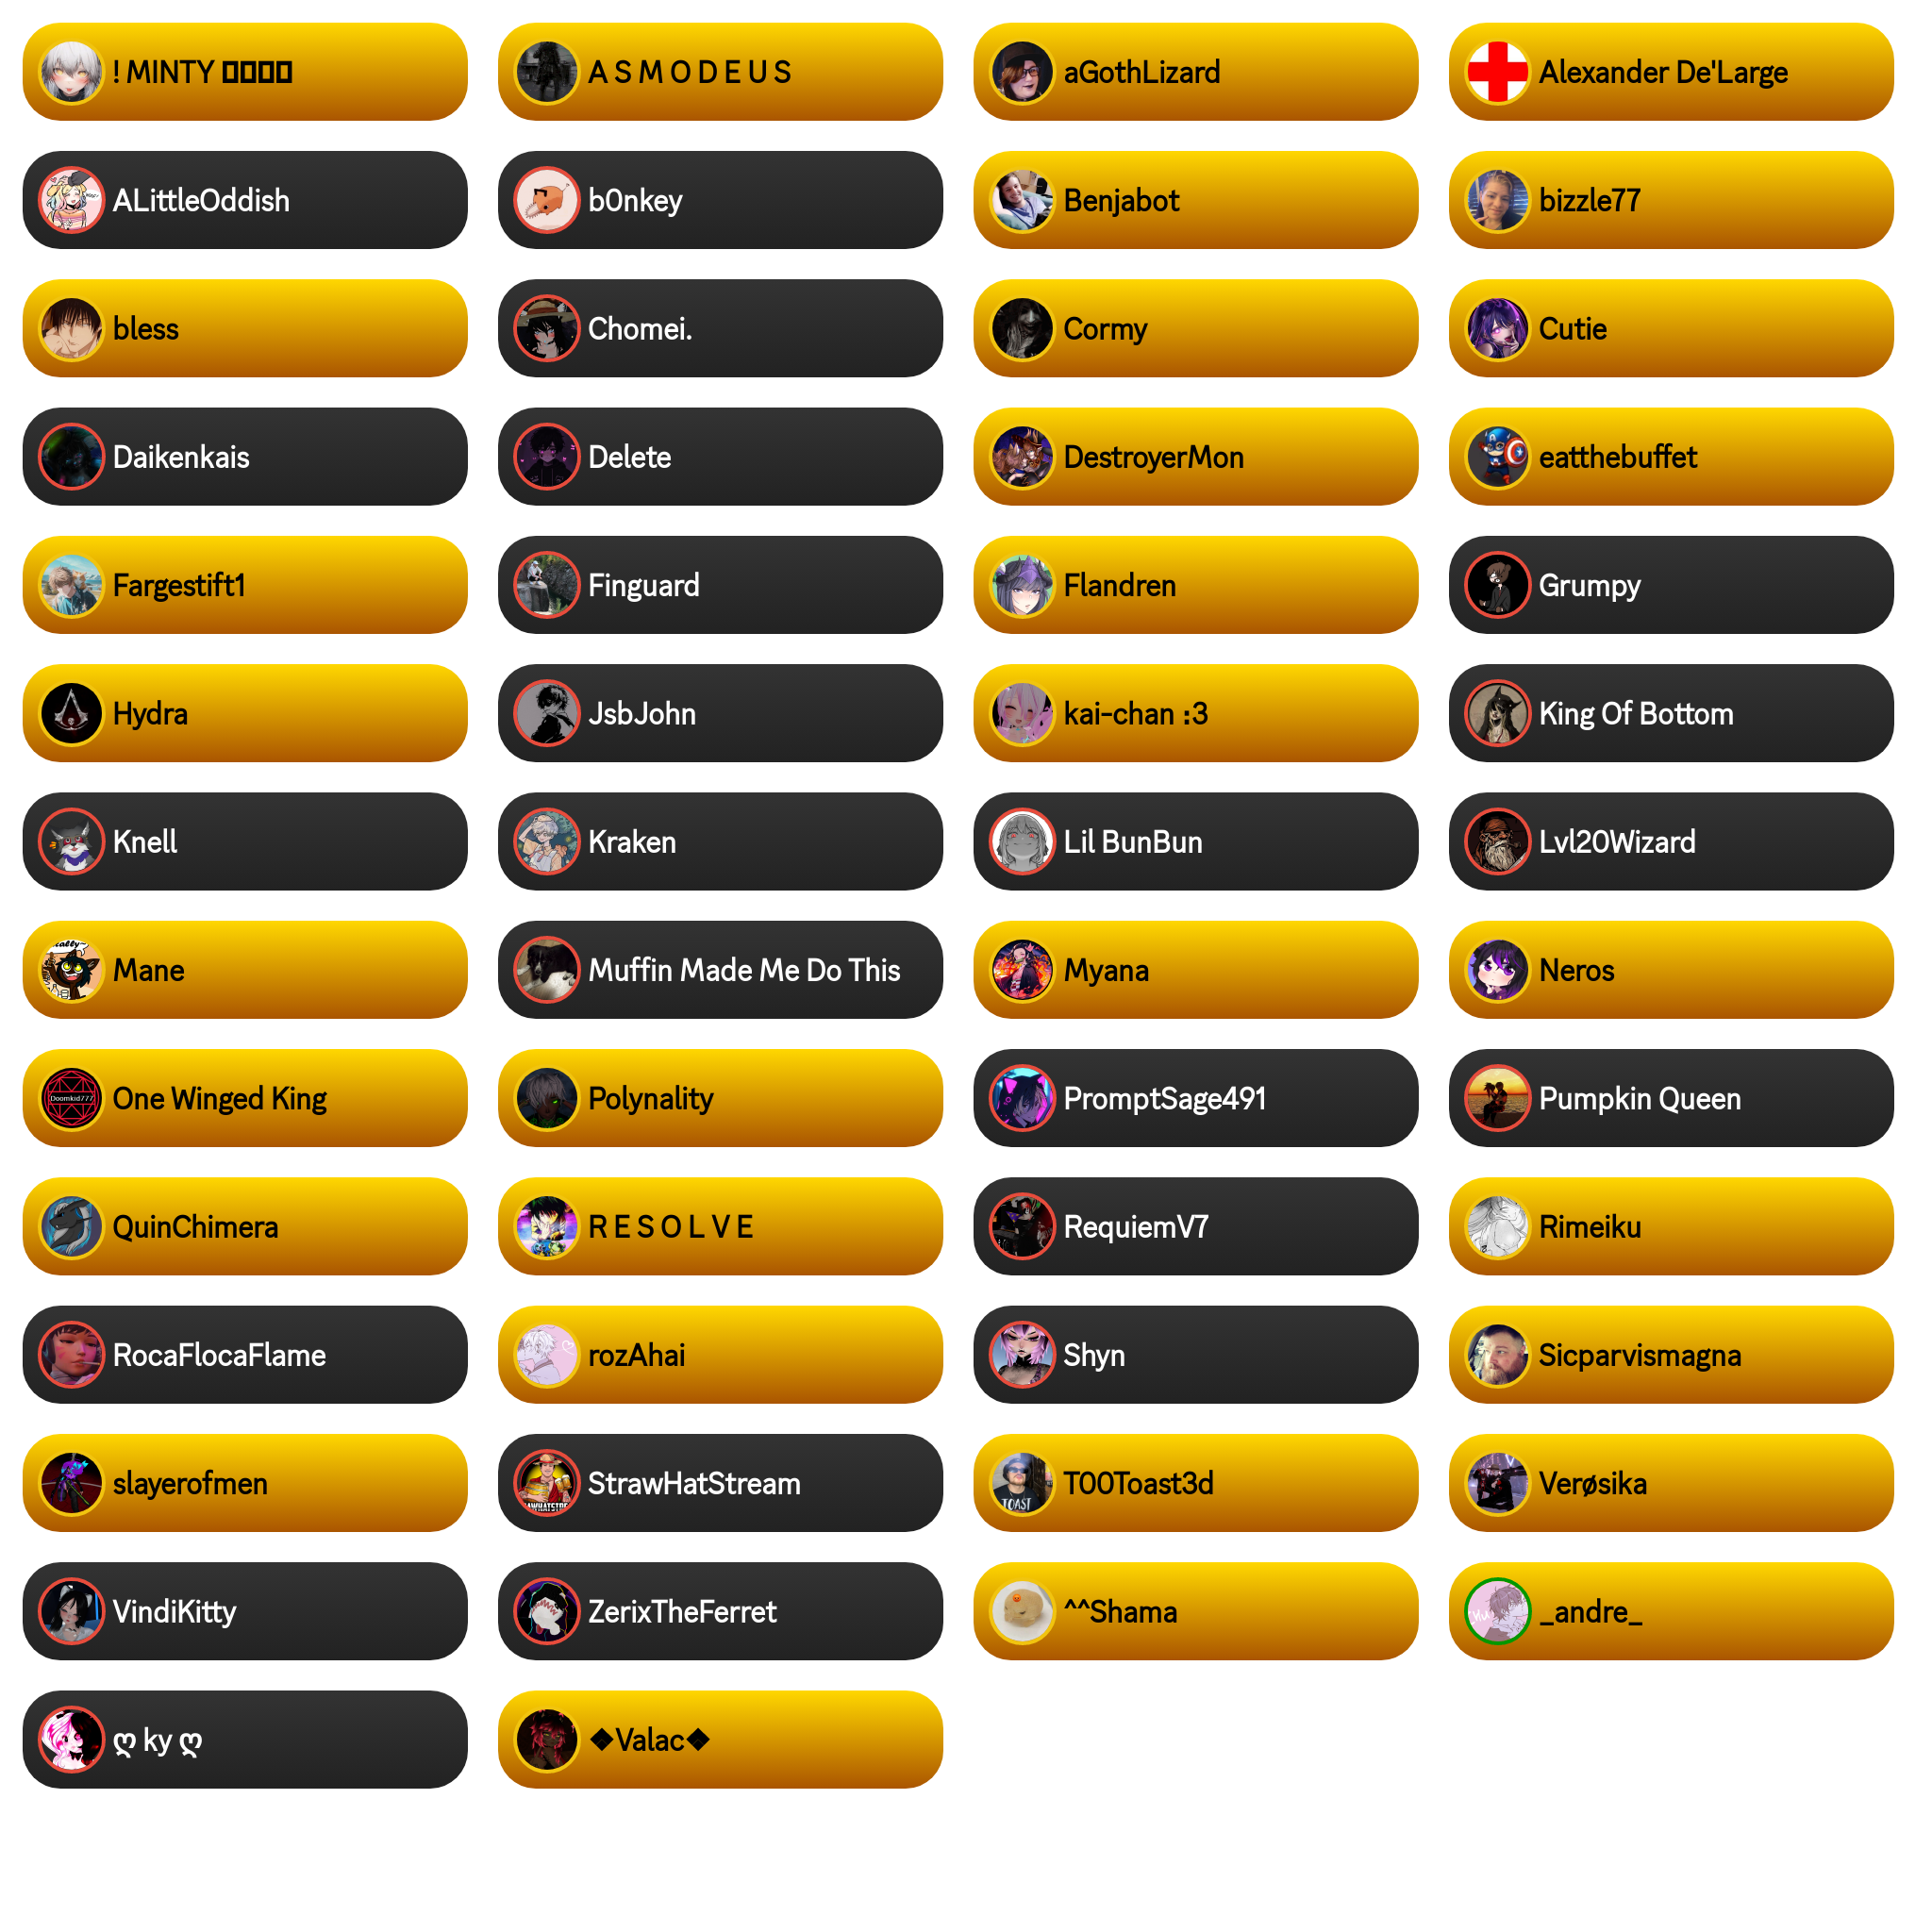 ! MINTY
A S M O D E U S
aGothLizard
Alexander De'Large
ALittleOddish
b0nkey
Benjabot
bizzle77
bless
Chomei.
Cormy
Cutie
Daikenkais
Delete
DestroyerMon
eatthebuffet
Fargestift1
Finguard
Flandren
Grumpy
Hydra
JsbJohn
kai-chan :3
King Of Bottom
Knell
Kraken
Lil BunBun
Lvl20Wizard
Mane
Muffin Made Me Do This
Myana
Neros
Doomkid777
One Winged King
Polynality
PromptSage491
Pumpkin Queen
QuinChimera
R E S O L V E
RequiemV7
Rimeiku
RocaFlocaFlame
rozAhai
Shyn
Sicparvismagna
slayerofmen
StrawHatStream
TOAST
T00Toast3d
Verøsika
VindiKitty
ZerixTheFerret
^^Shama
_andre_
ღ ky ღ
❖Valac❖